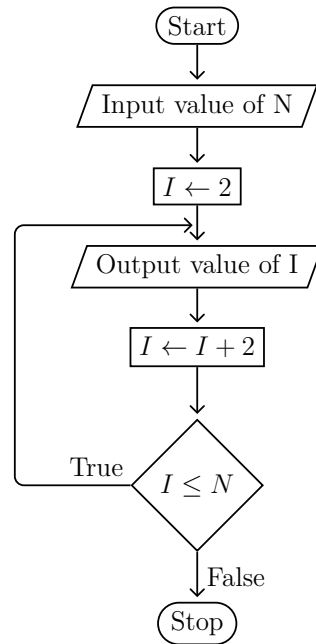 Start
Input value of N
I ← 2
Output value of I
I ← I + 2
True
I ≤ N
False
Stop